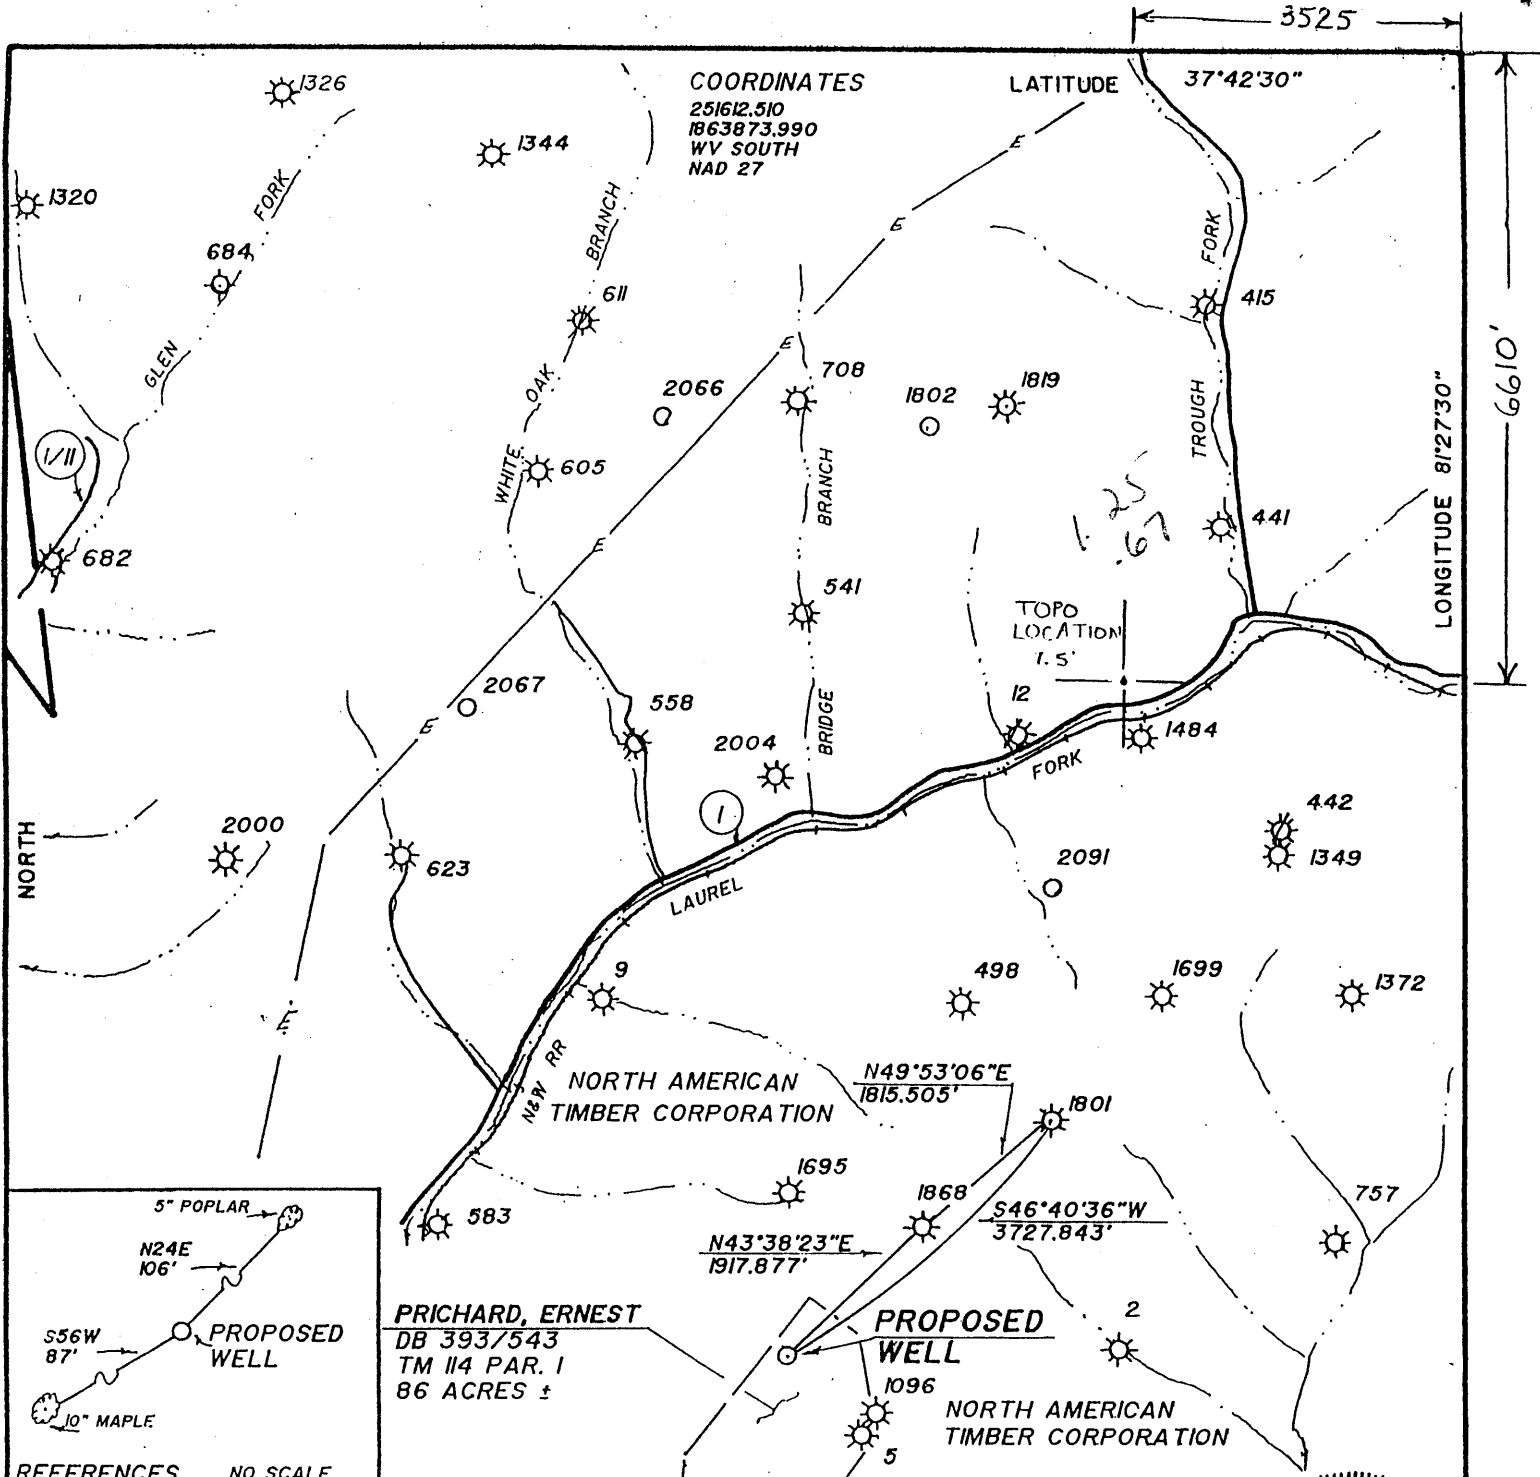 3525
COORDINATES
251612.510
1863873.990
WV SOUTH
NAD 27
LATITUDE 37°42'30"
1326
1344
1320
684
GLEN FORK
611
WHITE OAK BRANCH
605
E
E
E
E
E
E
2066
708
1802
1819
415
TROUGH FORK
441
6610'
LONGITUDE 81°27'30"
1/11
682
541
BRIDGE BRANCH
1.25
.67
TOPO
LOCATION
7.5'
2067
558
2004
12
1484
FORK
LAUREL
1
442
1349
2091
NORTH
2000
623
9
498
1699
1372
N&W RR
NORTH AMERICAN
TIMBER CORPORATION
N49°53'06"E
1815.505'
1801
1695
1868
S46°40'36"W
3727.843'
757
583
N43°38'23"E
1917.877'
5" POPLAR
N24E
106'
S56W
87'
PROPOSED
WELL
10" MAPLE
REFERENCES NO SCALE
PRICHARD, ERNEST
DB 393/543
TM 114 PAR. 1
86 ACRES ±
PROPOSED
WELL
2
1096
5
NORTH AMERICAN
TIMBER CORPORATION